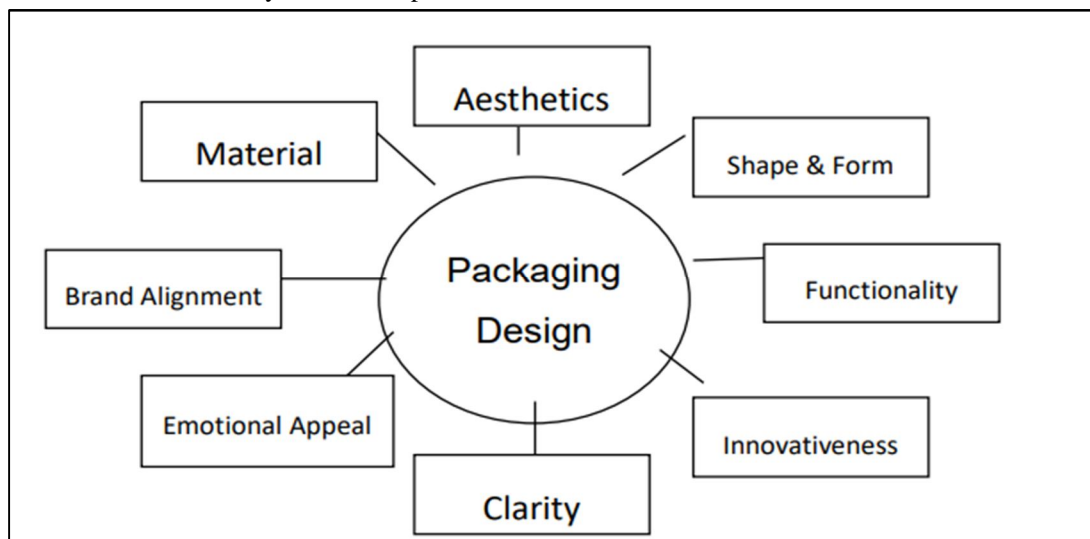 Aesthetics
Material
Shape & Form
Packaging
Design
Brand Alignment
Functionality
Emotional Appeal
Innovativeness
Clarity